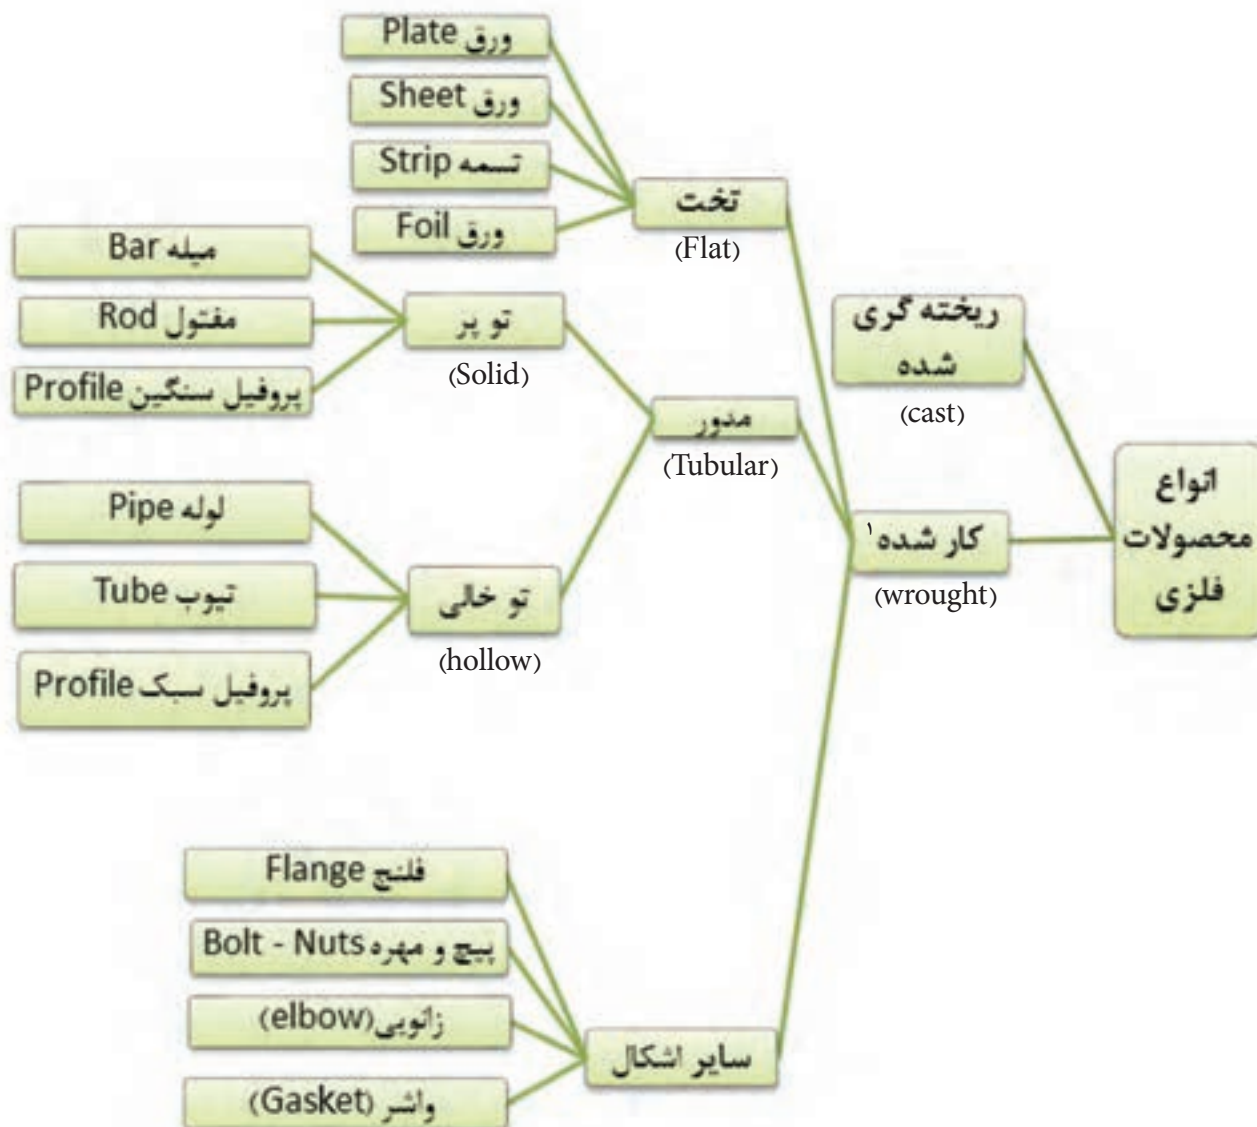 انواع
محصولات
فلزی
ریخته گری
شده
(cast)
کار شده۱
(wrought)
تخت
(Flat)
ورق Plate
ورق Sheet
تسمه Strip
ورق Foil
مدور
(Tubular)
تو پر
(Solid)
میله Bar
مفتول Rod
پروفیل سنگین Profile
تو خالی
(hollow)
لوله Pipe
تیوب Tube
پروفیل سبک Profile
سایر اشکال
فلنج Flange
پیچ و مهره Bolt - Nuts
زانویی(elbow)
واشر (Gasket)